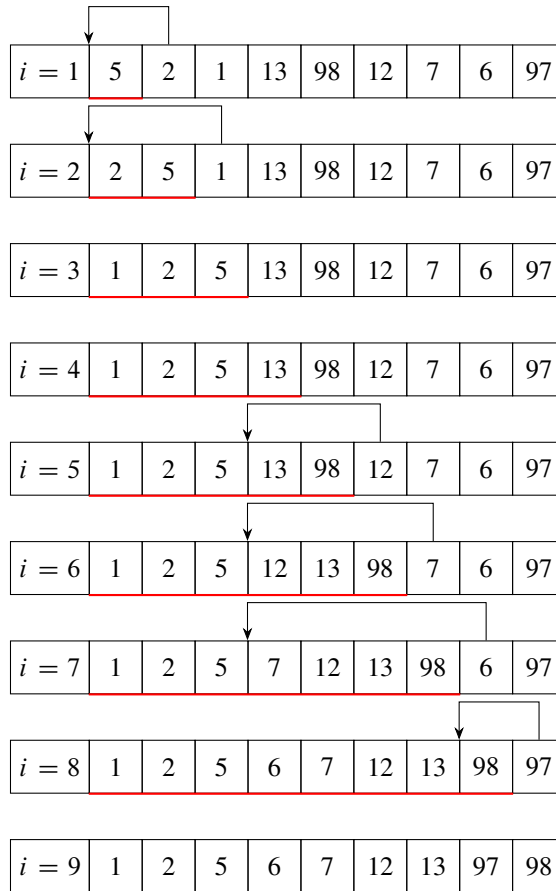 i = 1 5 2 1 13 98 12 7 6 97
i = 2 2 5 1 13 98 12 7 6 97
i = 3 1 2 5 13 98 12 7 6 97
i = 4 1 2 5 13 98 12 7 6 97
i = 5 1 2 5 13 98 12 7 6 97
i = 6 1 2 5 12 13 98 7 6 97
i = 7 1 2 5 7 12 13 98 6 97
i = 8 1 2 5 6 7 12 13 98 97
i = 9 1 2 5 6 7 12 13 97 98